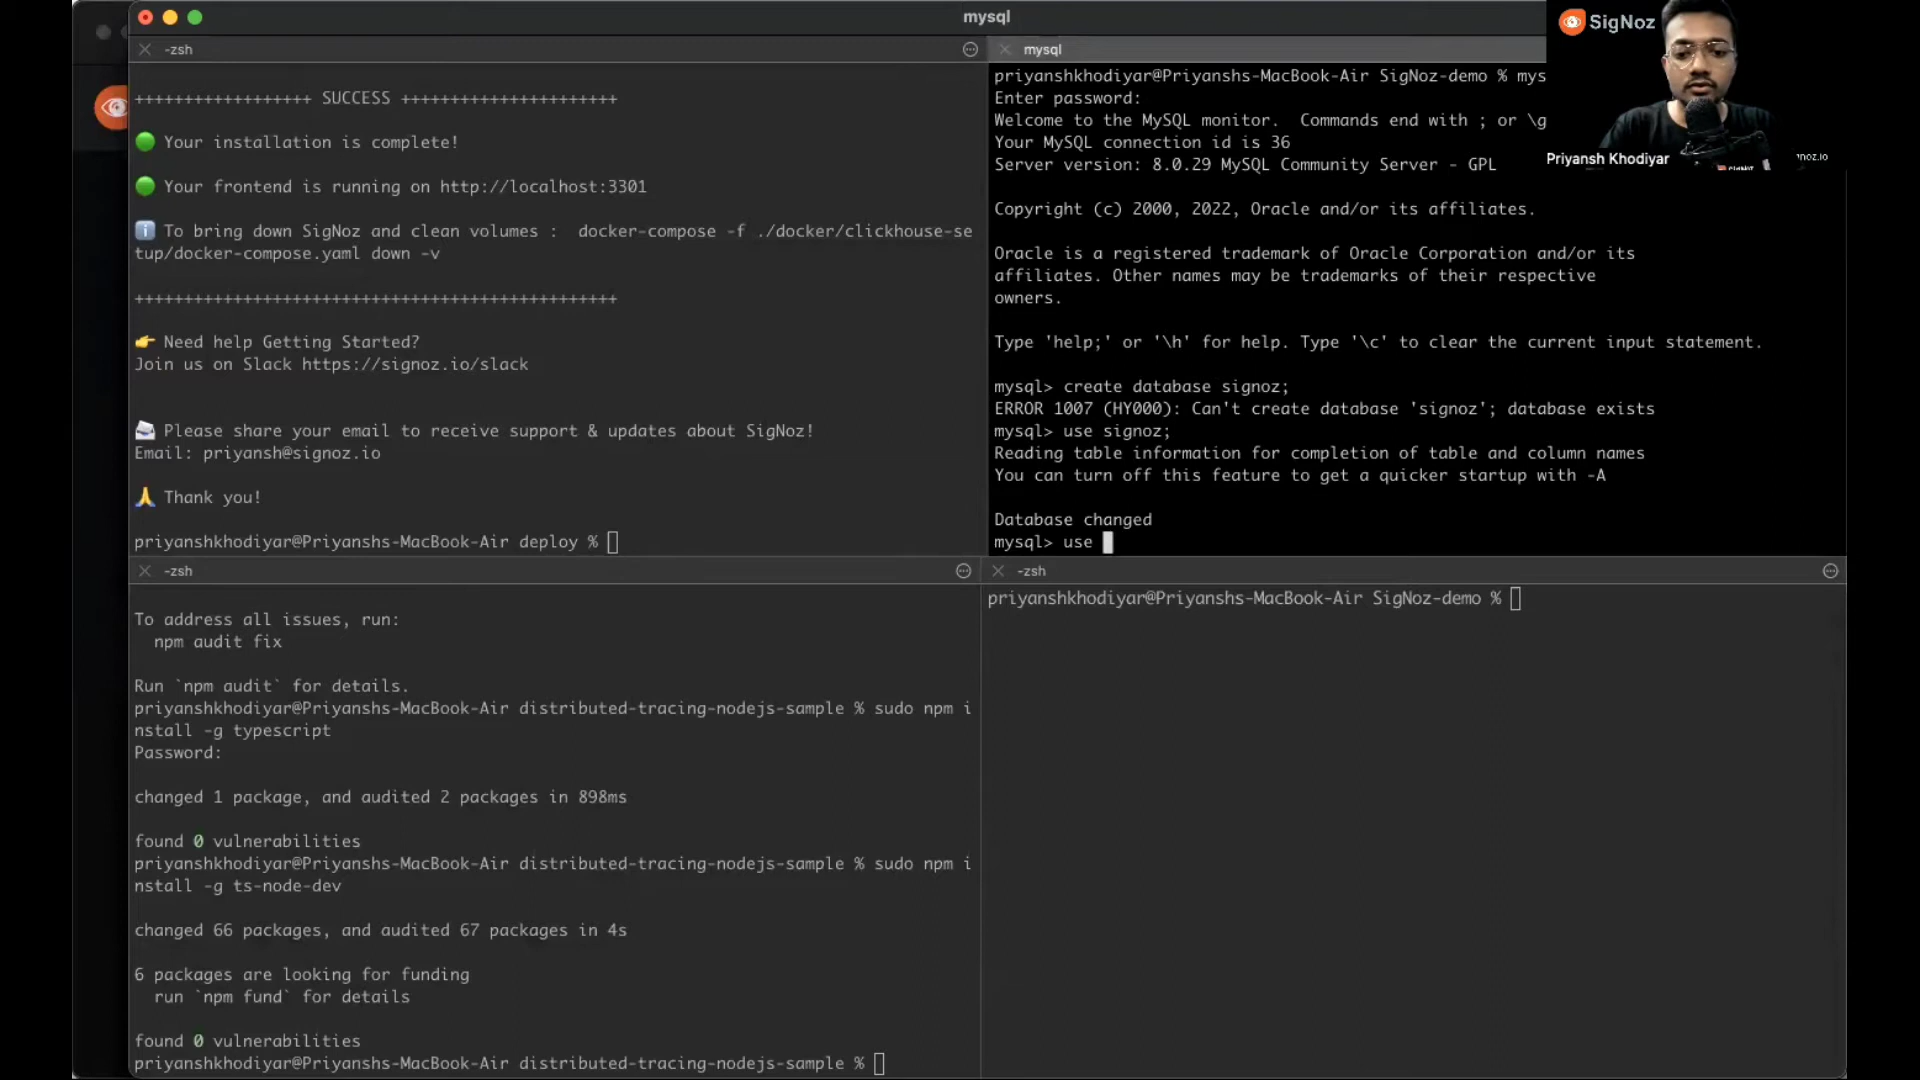 mysql
-zsh
++++++++++++++++++ SUCCESS ++++++++++++++++++++++
Your installation is complete!
Your frontend is running on http://localhost:3301
To bring down SigNoz and clean volumes :  docker-compose -f ./docker/clickhouse-se
tup/docker-compose.yaml down -v
+++++++++++++++++++++++++++++++++++++++++++++++++
Need help Getting Started?
Join us on Slack https://signoz.io/slack
Please share your email to receive support & updates about SigNoz!
Email: priyansh@signoz.io
Thank you!
priyanshkhodiyar@Priyanshs-MacBook-Air deploy %
mysql
priyanshkhodiyar@Priyanshs-MacBook-Air SigNoz-demo % mys
Enter password:
Welcome to the MySQL monitor.  Commands end with ; or \g
Your MySQL connection id is 36
Server version: 8.0.29 MySQL Community Server - GPL
Copyright (c) 2000, 2022, Oracle and/or its affiliates.
Oracle is a registered trademark of Oracle Corporation and/or its
affiliates. Other names may be trademarks of their respective
owners.
Type 'help;' or '\h' for help. Type '\c' to clear the current input statement.
mysql> create database signoz;
ERROR 1007 (HY000): Can't create database 'signoz'; database exists
mysql> use signoz;
Reading table information for completion of table and column names
You can turn off this feature to get a quicker startup with -A
Database changed
mysql> use
SigNoz
Priyansh Khodiyar
-zsh
To address all issues, run:
npm audit fix
Run `npm audit` for details.
priyanshkhodiyar@Priyanshs-MacBook-Air distributed-tracing-nodejs-sample % sudo npm i
nstall -g typescript
Password:
changed 1 package, and audited 2 packages in 898ms
found 0 vulnerabilities
priyanshkhodiyar@Priyanshs-MacBook-Air distributed-tracing-nodejs-sample % sudo npm i
nstall -g ts-node-dev
changed 66 packages, and audited 67 packages in 4s
6 packages are looking for funding
run `npm fund` for details
found 0 vulnerabilities
priyanshkhodiyar@Priyanshs-MacBook-Air distributed-tracing-nodejs-sample %
-zsh
priyanshkhodiyar@Priyanshs-MacBook-Air SigNoz-demo %